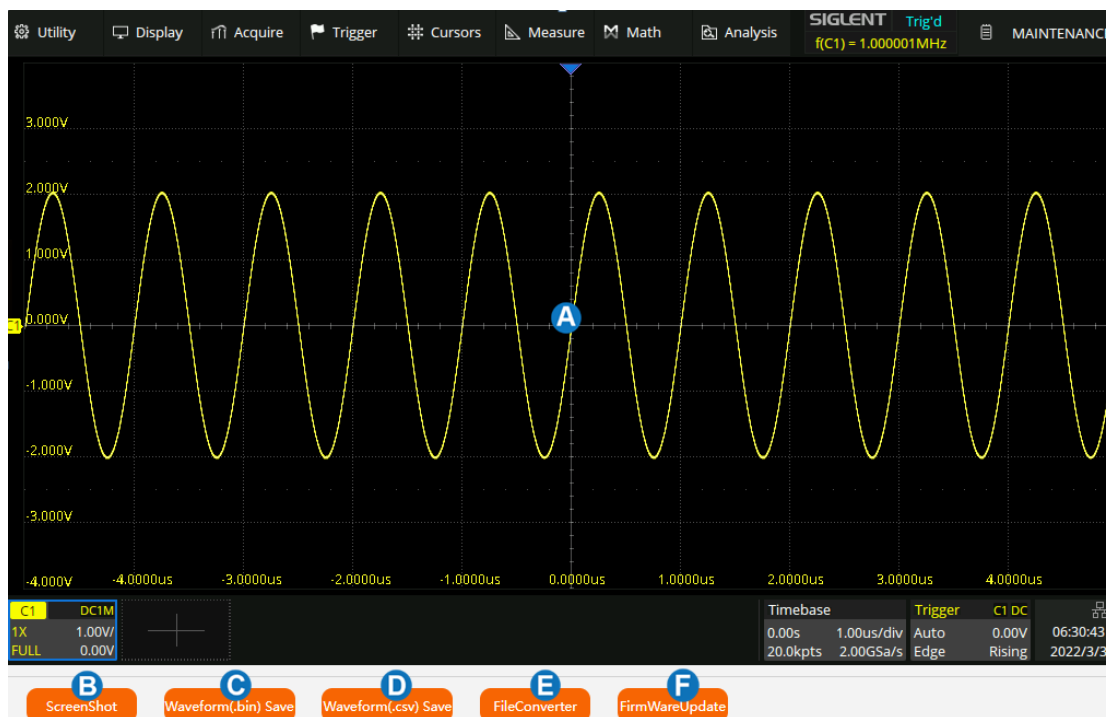 Utility Display Acquire Trigger Cursors Measure Math Analysis SIGLENT Trig'd MAINTENANCE
f(C1) = 1.000001MHz
3.000V
2.000V
1.000V
C1 0.000V
A
-1.000V
-2.000V
-3.000V
-4.000V -4.0000us -3.0000us -2.0000us -1.0000us 0.0000us 1.0000us 2.0000us 3.0000us 4.0000us
C1 DC1M Timebase Trigger C1 DC
1X 1.00V/ 0.00s 1.00us/div Auto 0.00V 06:30:43
FULL 0.00V 20.0kpts 2.00GSa/s Edge Rising 2022/3/3
B C D E F
ScreenShot Waveform(.bin) Save Waveform(.csv) Save FileConverter FirmWareUpdate